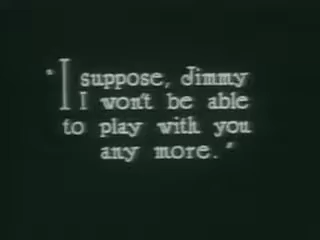 "I suppose, Jimmy
I won't be able
to play with you
any more."